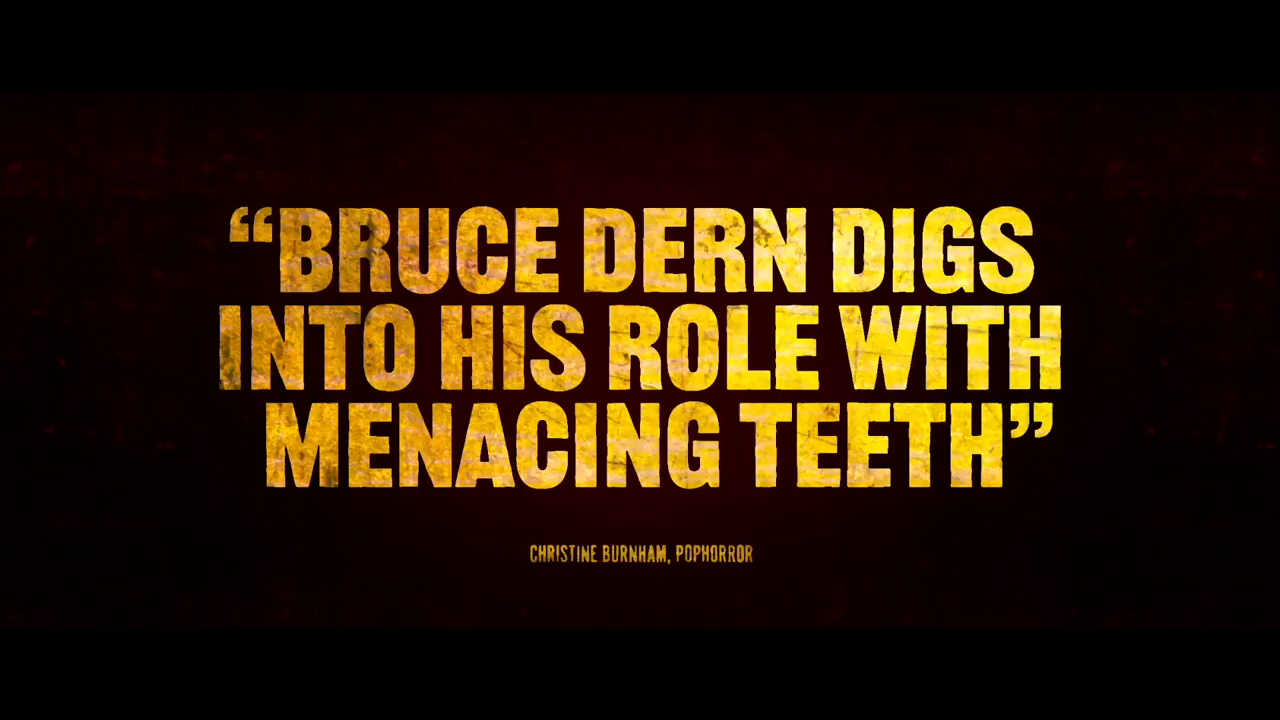 “BRUCE DERN DIGS
INTO HIS ROLE WITH
MENACING TEETH”
CHRISTINE BURNHAM, POPHORROR